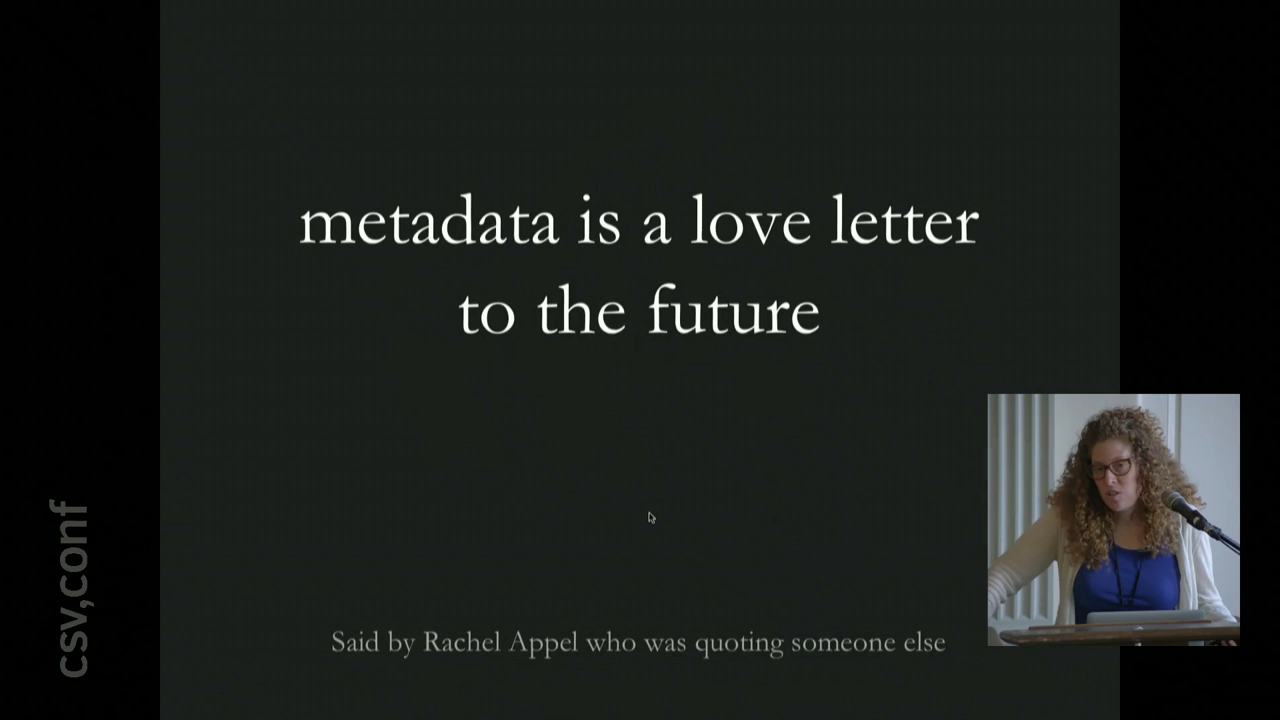 metadata is a love letter
to the future
Said by Rachel Appel who was quoting someone else
csv,conf